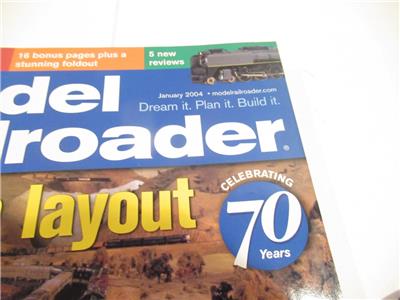 16 bonus pages plus a
stunning foldout
5 new
reviews
del
January 2004 • modelrailroader.com
Dream it. Plan it. Build it.
lroader®
layout
CELEBRATING
70
Years